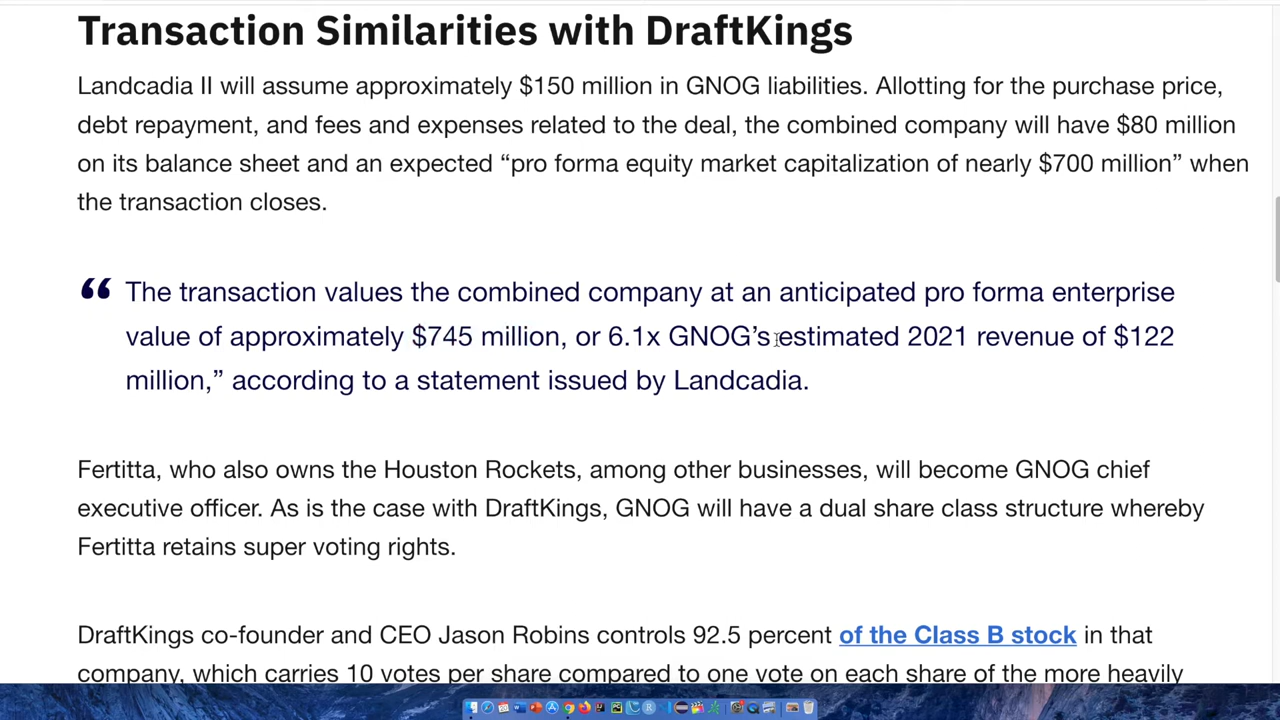 Transaction Similarities with DraftKings
Landcadia II will assume approximately $150 million in GNOG liabilities. Allotting for the purchase price,
debt repayment, and fees and expenses related to the deal, the combined company will have $80 million
on its balance sheet and an expected “pro forma equity market capitalization of nearly $700 million” when
the transaction closes.
“ The transaction values the combined company at an anticipated pro forma enterprise
value of approximately $745 million, or 6.1x GNOG’s estimated 2021 revenue of $122
million,” according to a statement issued by Landcadia.
Fertitta, who also owns the Houston Rockets, among other businesses, will become GNOG chief
executive officer. As is the case with DraftKings, GNOG will have a dual share class structure whereby
Fertitta retains super voting rights.
DraftKings co-founder and CEO Jason Robins controls 92.5 percent of the Class B stock in that
company, which carries 10 votes per share compared to one vote on each share of the more heavily